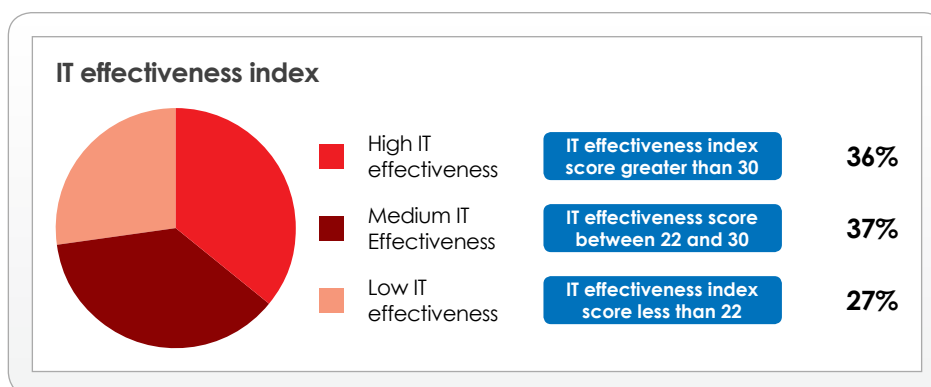 IT effectiveness index
High IT
effectiveness
IT effectiveness index
score greater than 30
36%
Medium IT
Effectiveness
IT effectiveness score
between 22 and 30
37%
Low IT
effectiveness
IT effectiveness index
score less than 22
27%